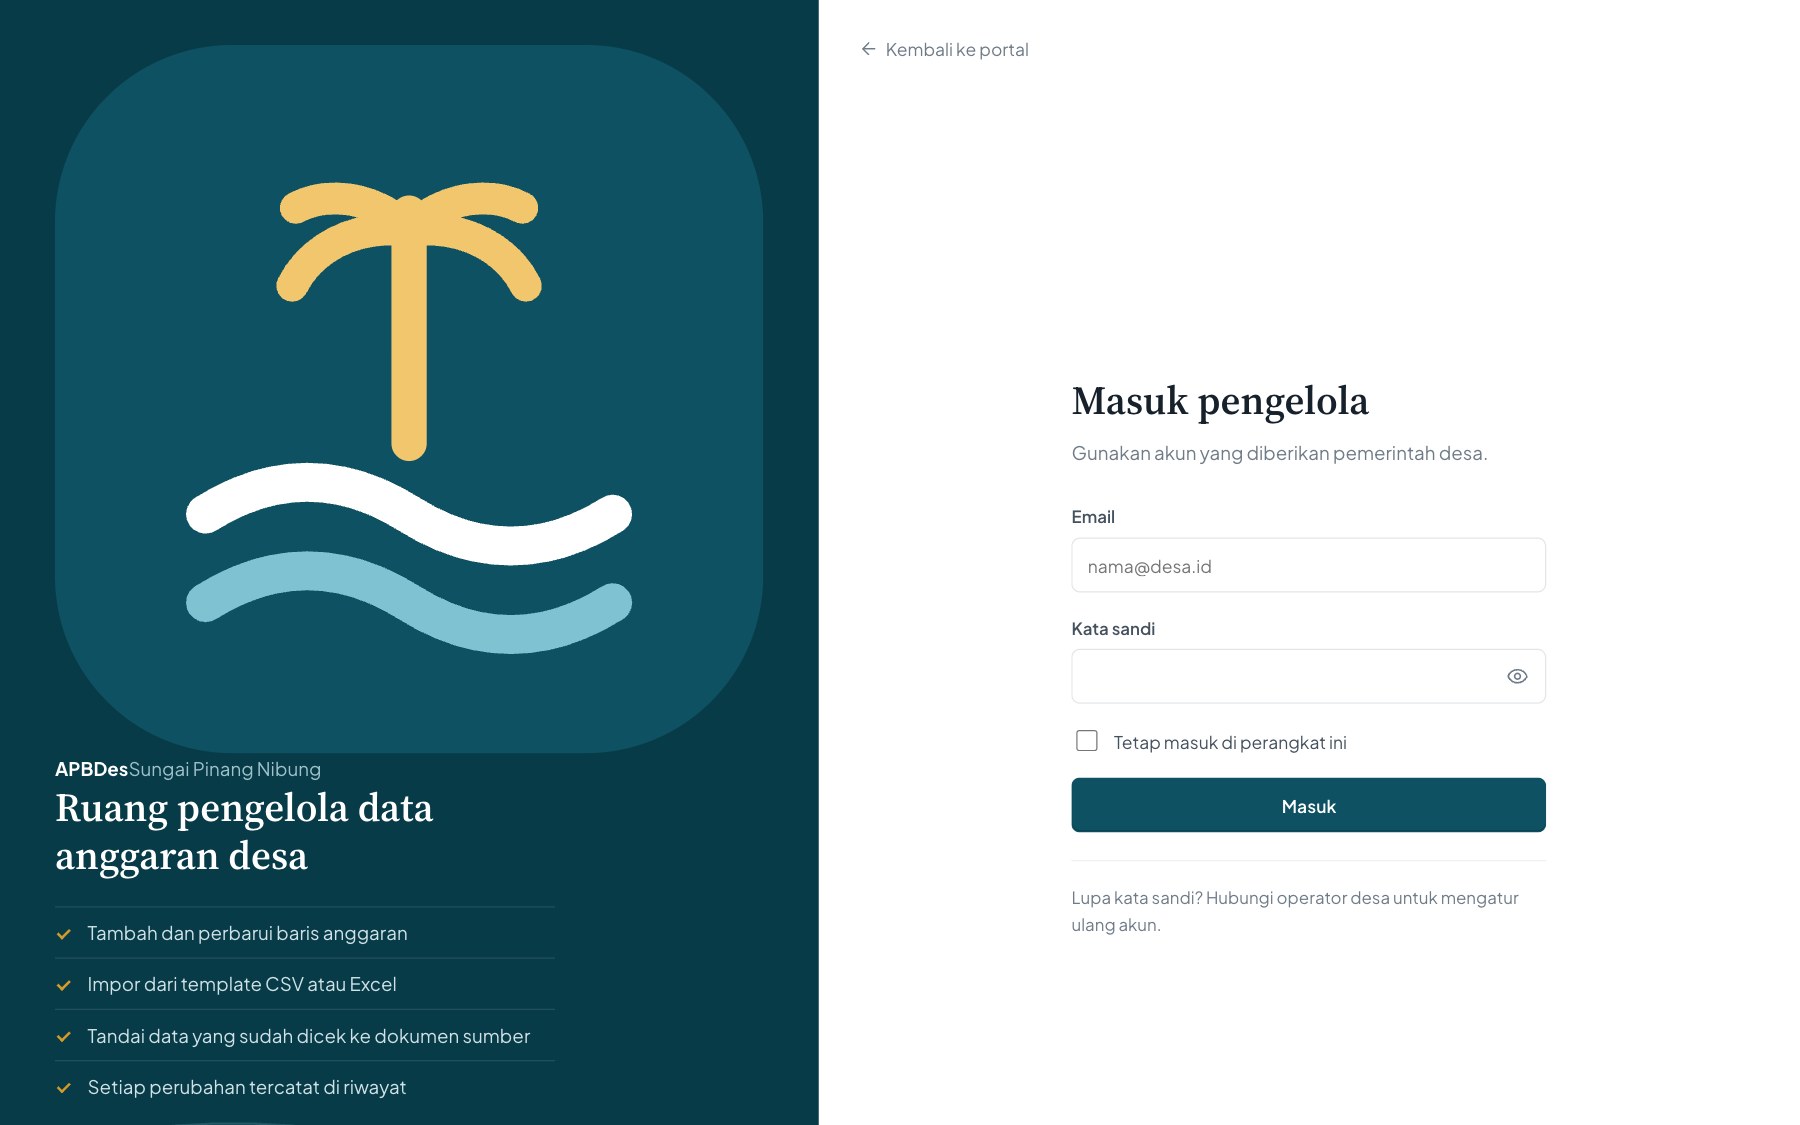 APBDesSungai Pinang Nibung
Ruang pengelola data
anggaran desa
Tambah dan perbarui baris anggaran
Impor dari template CSV atau Excel
Tandai data yang sudah dicek ke dokumen sumber
Setiap perubahan tercatat di riwayat
Kembali ke portal
Masuk pengelola
Gunakan akun yang diberikan pemerintah desa.
Email
nama@desa.id
Kata sandi
Tetap masuk di perangkat ini
Masuk
Lupa kata sandi? Hubungi operator desa untuk mengatur
ulang akun.